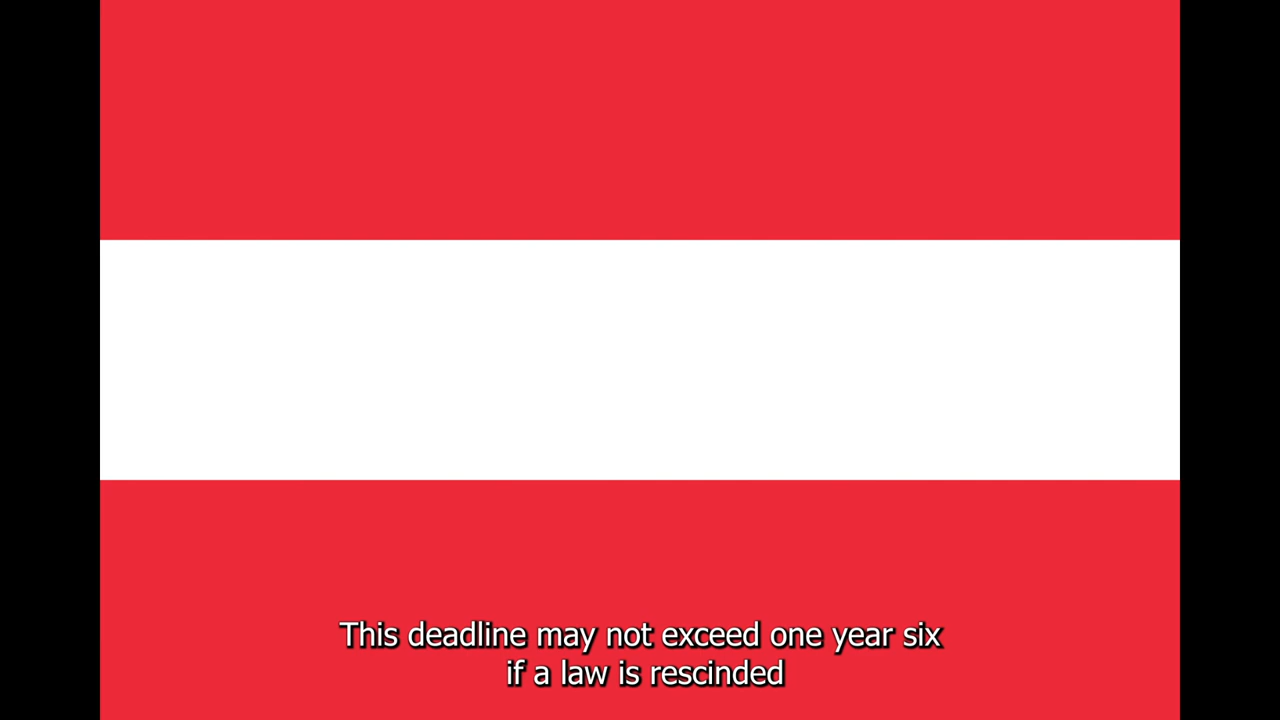 This deadline may not exceed one year six
if a law is rescinded